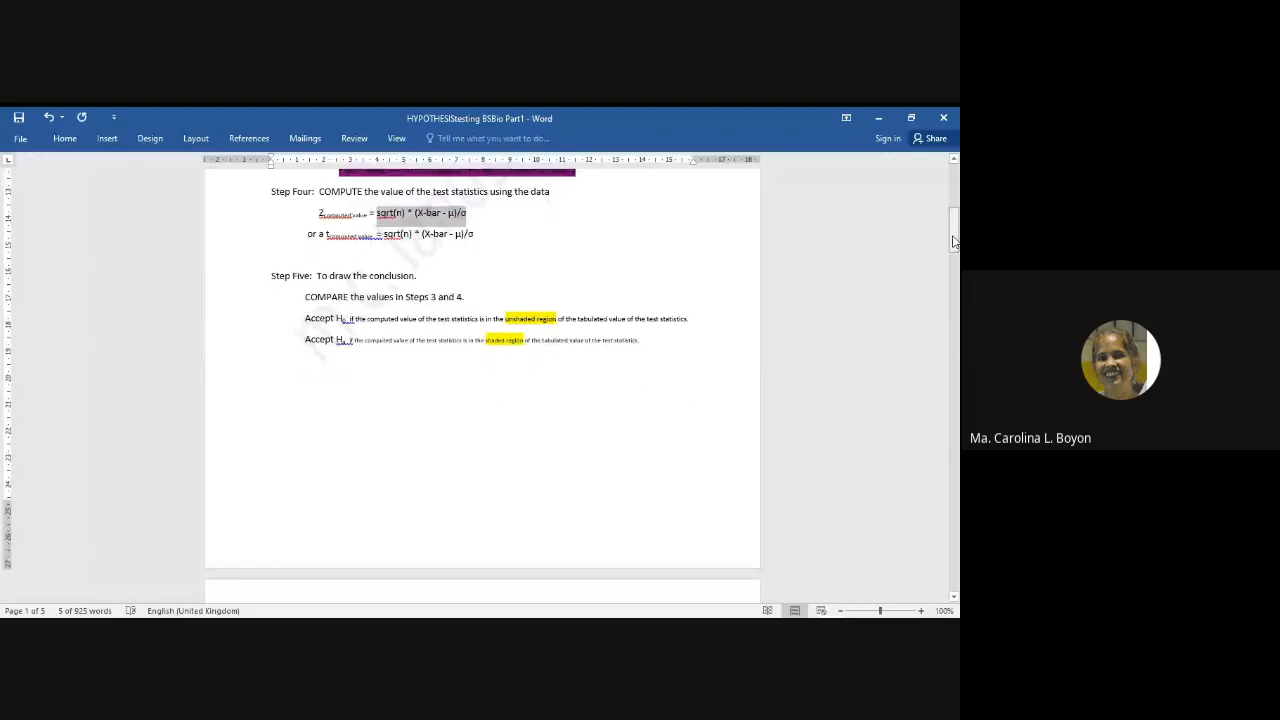 HYPOTHESIStesting BSBio Part1 - Word
File Home Insert Design Layout References Mailings Review View Tell me what you want to do... Sign in Share
Step Four: COMPUTE the value of the test statistics using the data
Zcomputed value = sqrt(n) * (X-bar - μ)/σ
or a tcomputed value = sqrt(n) * (X-bar - μ)/σ
Step Five: To draw the conclusion.
COMPARE the values in Steps 3 and 4.
Accept H0 if the computed value of the test statistics is in the unshaded region of the tabulated value of the test statistics.
Accept Ha if the computed value of the test statistics is in the shaded region of the tabulated value of the test statistics.
Ma. Carolina L. Boyon
Page 1 of 5 5 of 925 words English (United Kingdom) 100%